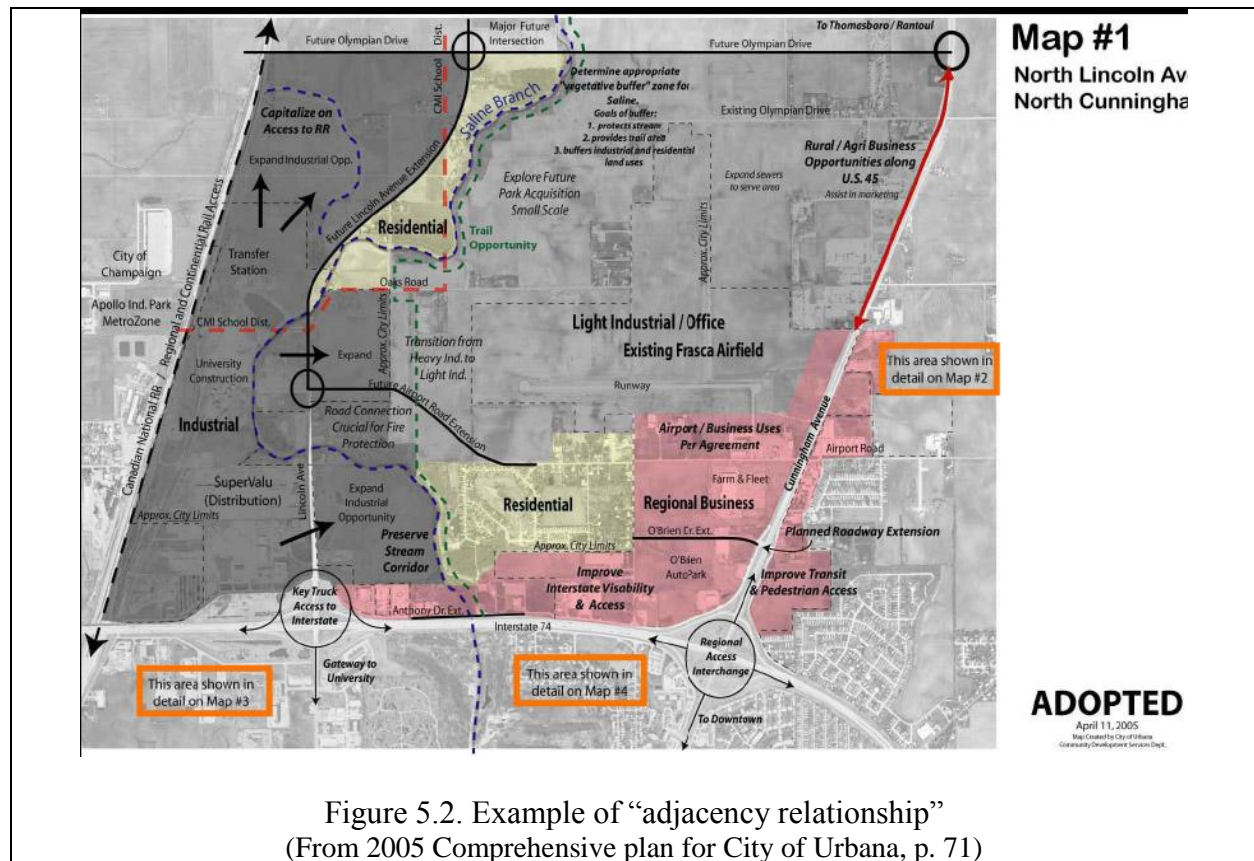 Map #1
North Lincoln Av
North Cunningha
Future Olympian Drive
CMI School Dist.
Major Future
Intersection
Future Olympian Drive
To Thomasboro / Rantoul
Determine appropriate
"vegetative buffer" zone for
Saline.
Goals of buffer:
1. protects stream
2. provides trail area
3. buffers industrial and residential
land uses
Saline Branch
Existing Olympian Drive
Capitalize on
Access to RR
Expand Industrial Opp.
Rural / Agri Business
Opportunities along
U.S. 45
Assist in marketing
Expand sewers
to serve area
Explore Future
Park Acquisition
Small Scale
Future Lincoln Avenue Extension
Residential
Trail
Opportunity
Approx. City Limits
City of
Champaign
Transfer
Station
Oaks Road
Apollo Ind. Park
MetroZone
CMI School Dist.
Canadian National RR / Regional and Continental Rail Access
Light Industrial / Office
Existing Frasca Airfield
University
Construction
Expand
Approx. City Limits
Transition from
Heavy Ind. to
Light Ind.
Runway
This area shown in
detail on Map #2
Future Airport Road Extension
Industrial
Road Connection
Crucial for Fire
Protection
Airport / Business Uses
Per Agreement
Cunningham Avenue
Airport Road
SuperValu
(Distribution)
Lincoln Ave
Expand
Industrial
Opportunity
Residential
Farm & Fleet
Regional Business
Approx. City Limits
Preserve
Stream
Corridor
Approx. City Limits
O'Brien Dr. Ext.
Planned Roadway Extension
Improve
Interstate Visability
& Access
O'Bien
AutoPark
Improve Transit
& Pedestrian Access
Key Truck
Access to
Interstate
Anthony Dr. Ext.
Interstate 74
Regional
Access
Interchange
Gateway to
University
This area shown in
detail on Map #3
This area shown in
detail on Map #4
To Downtown
ADOPTED
April 11, 2005
Map Created by City of Urbana
Community Development Services Dept.
Figure 5.2. Example of “adjacency relationship”
(From 2005 Comprehensive plan for City of Urbana, p. 71)